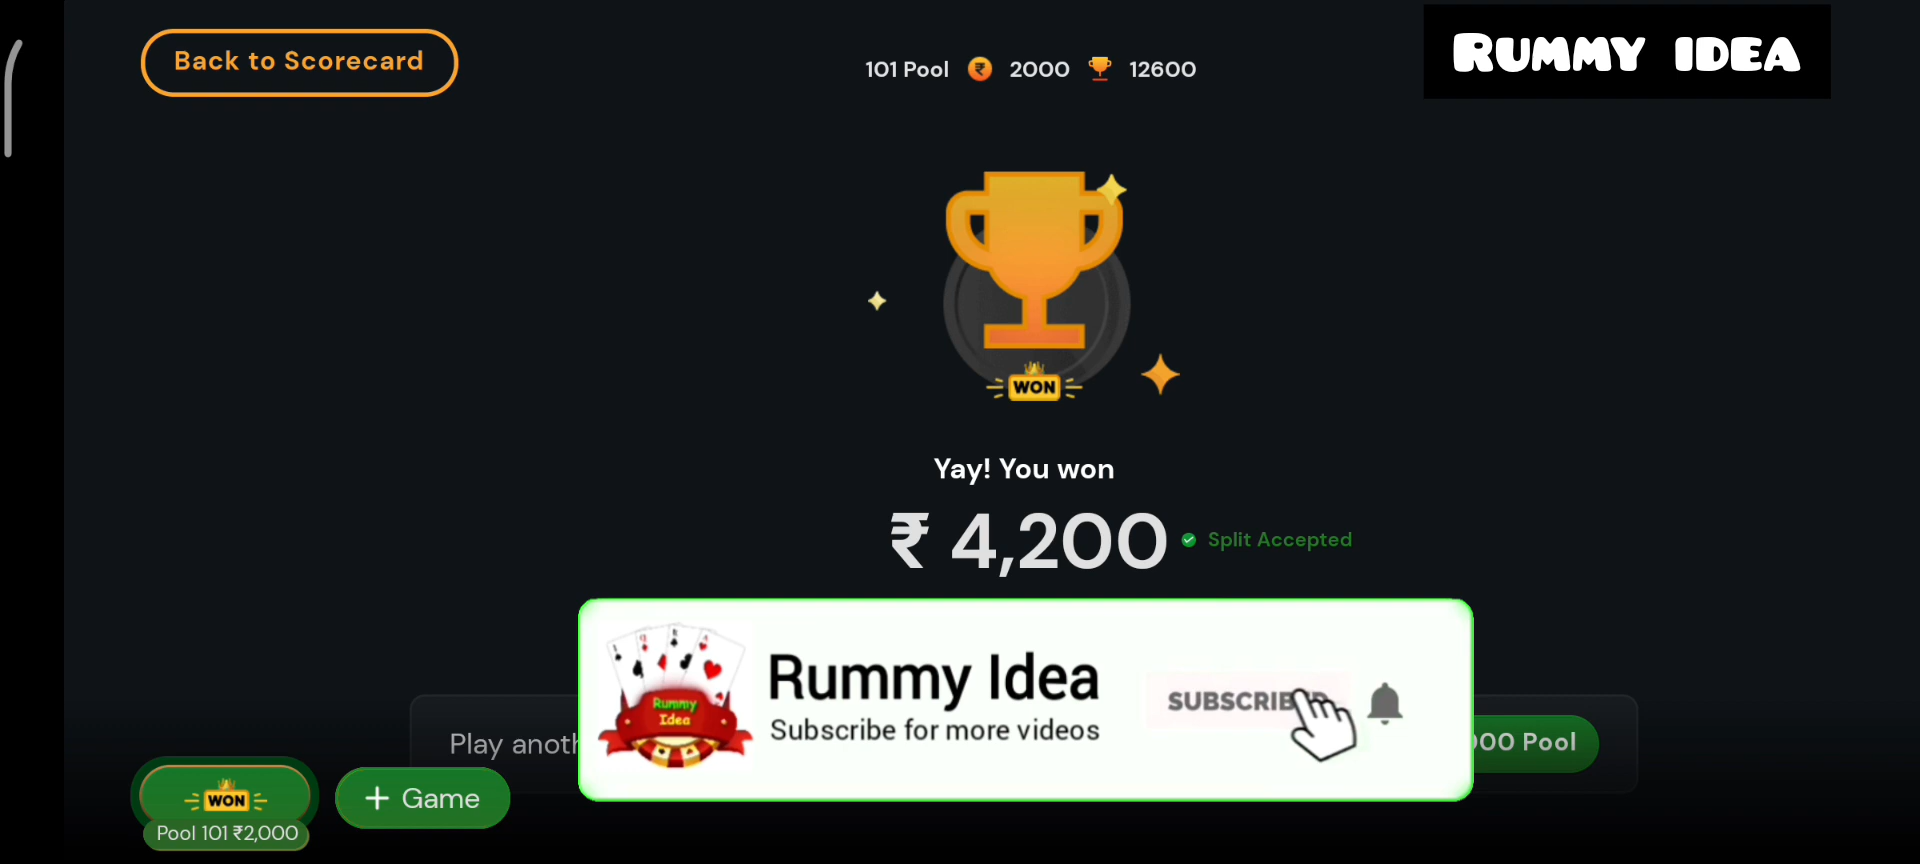 Back to Scorecard
101 Pool ₹ 2000 12600
RUMMY IDEA
WON
Yay! You won
₹ 4,200
Split Accepted
Rummy Idea
Rummy Idea
Subscribe for more videos
Play
00 Pool
WON
Pool 101 ₹2,000
+ Game